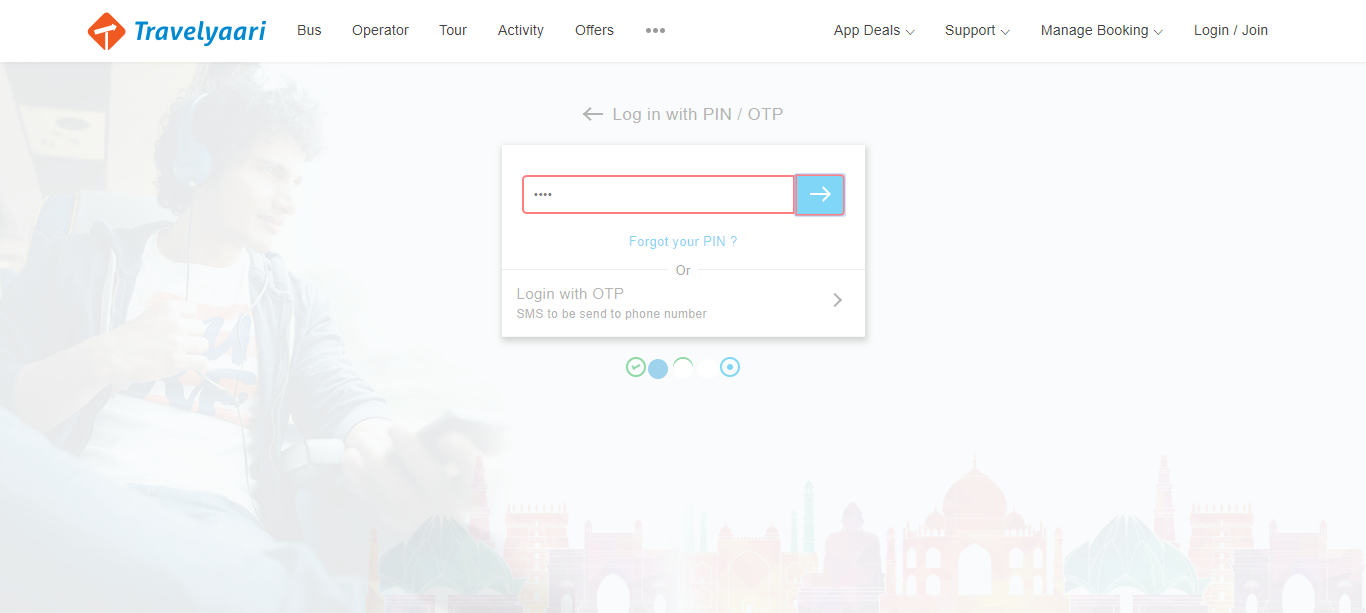 Travelyaari Bus Operator Tour Activity Offers ••• App Deals Support Manage Booking Login / Join
Log in with PIN / OTP
••••
Forgot your PIN ?
Or
Login with OTP
SMS to be send to phone number